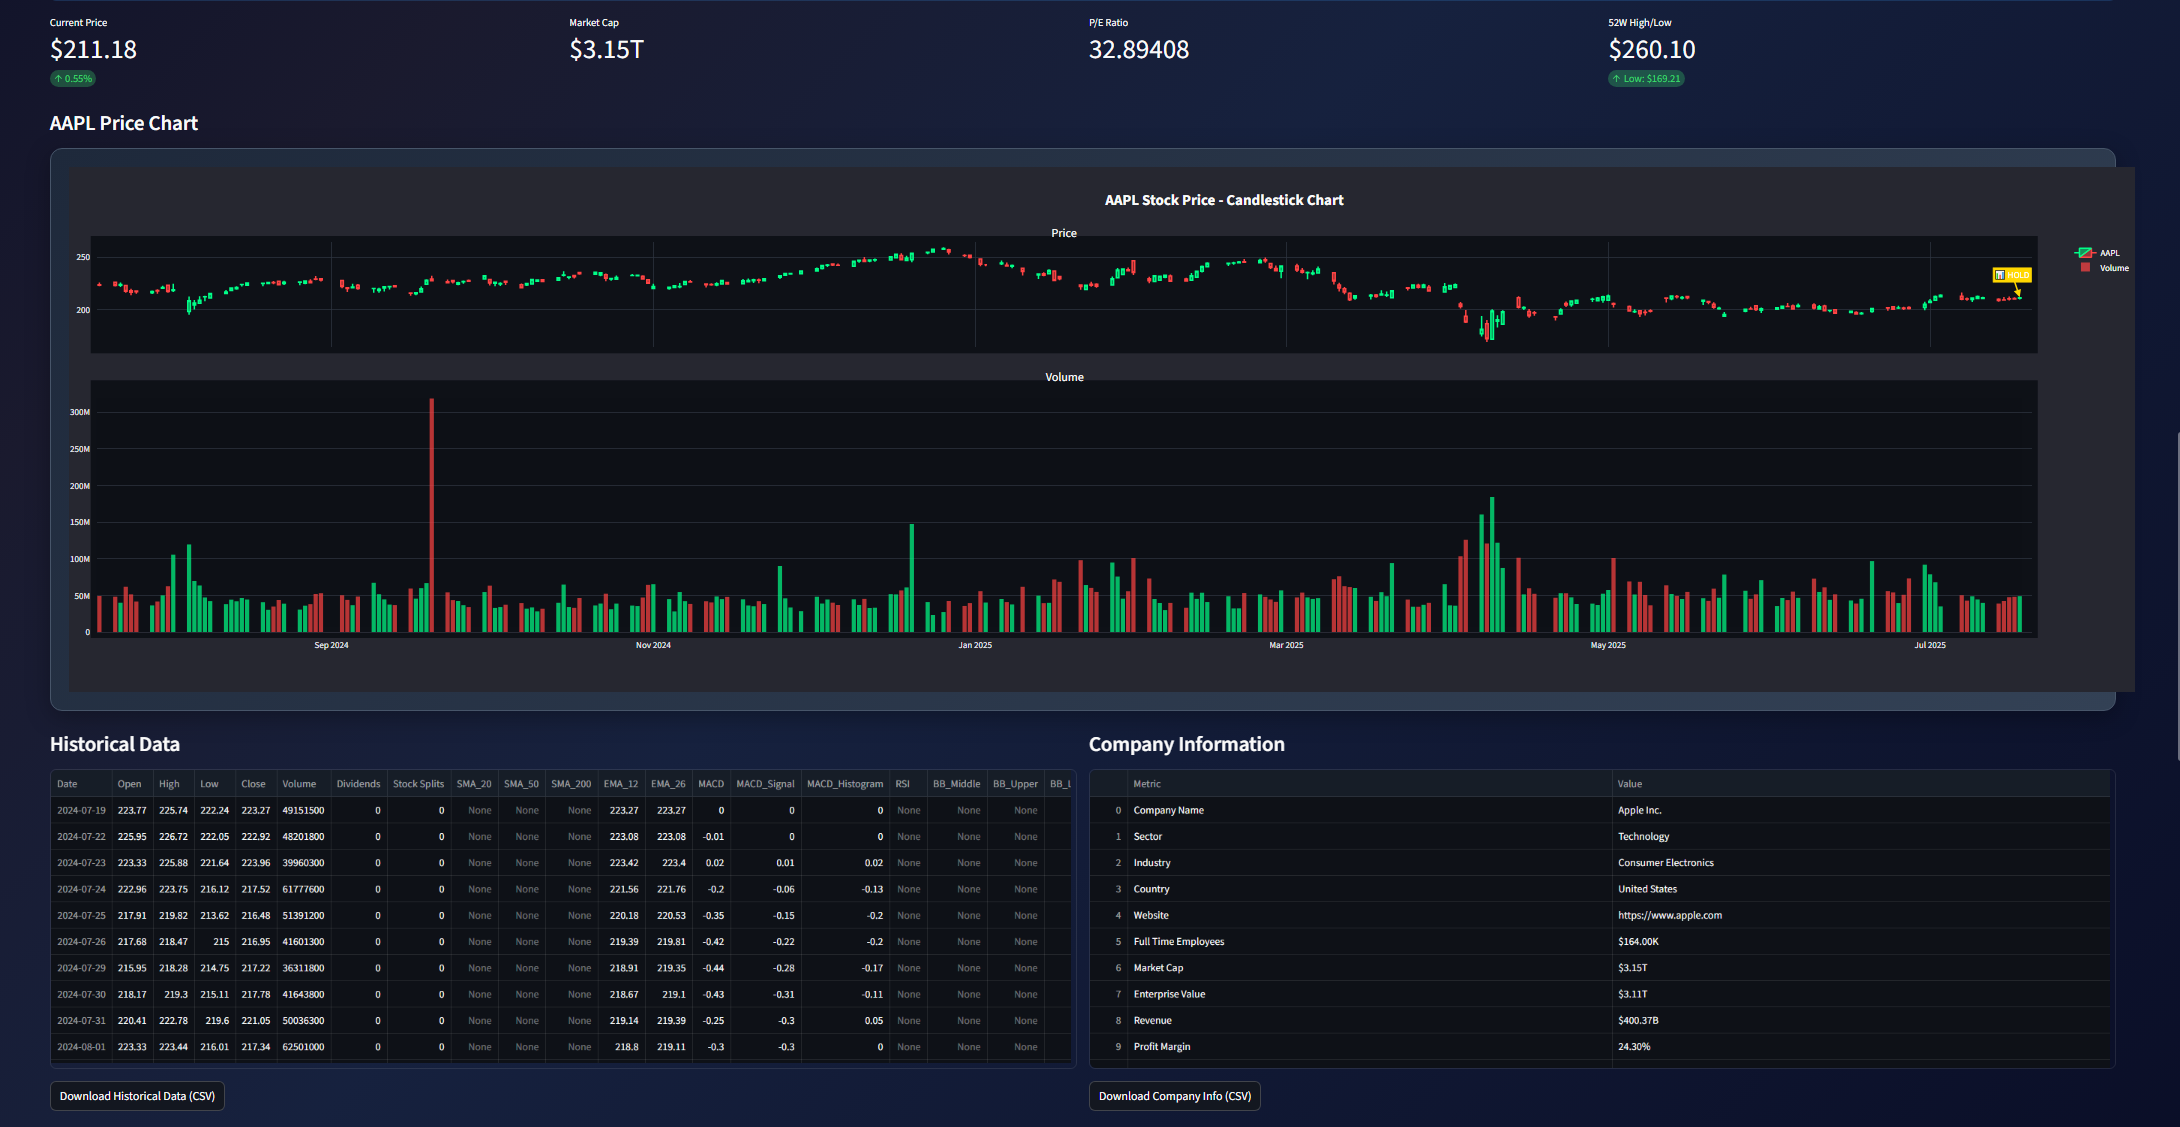 Current Price Market Cap P/E Ratio 52W High/Low
$211.18 $3.15T 32.89408 $260.10
↑ 0.55% ↑ Low: $169.21
AAPL Price Chart
AAPL Stock Price - Candlestick Chart
Price
250
200
HOLD
AAPL
Volume
Volume
300M
250M
200M
150M
100M
50M
0
Sep 2024 Nov 2024 Jan 2025 Mar 2025 May 2025 Jul 2025
Historical Data
Date Open High Low Close Volume Dividends Stock Splits SMA_20 SMA_50 SMA_200 EMA_12 EMA_26 MACD MACD_Signal MACD_Histogram RSI BB_Middle BB_Upper BB_L
2024-07-19 223.77 225.74 222.24 223.27 49151500 0 0 None None None 223.27 223.27 0 0 0 None None None
2024-07-22 225.95 226.72 222.05 222.92 48201800 0 0 None None None 223.08 223.08 -0.01 0 0 None None None
2024-07-23 223.33 225.88 221.64 223.96 39960300 0 0 None None None 223.42 223.4 0.02 0.01 0.02 None None None
2024-07-24 222.96 223.75 216.12 217.52 61777600 0 0 None None None 221.56 221.76 -0.2 -0.06 -0.13 None None None
2024-07-25 217.91 219.82 213.62 216.48 51391200 0 0 None None None 220.18 220.53 -0.35 -0.15 -0.2 None None None
2024-07-26 217.68 218.47 215 216.95 41601300 0 0 None None None 219.39 219.81 -0.42 -0.22 -0.2 None None None
2024-07-29 215.95 218.28 214.75 217.22 36311800 0 0 None None None 218.91 219.35 -0.44 -0.28 -0.17 None None None
2024-07-30 218.17 219.3 215.11 217.78 41643800 0 0 None None None 218.67 219.1 -0.43 -0.31 -0.11 None None None
2024-07-31 220.41 222.78 219.6 221.05 50036300 0 0 None None None 219.14 219.39 -0.25 -0.3 0.05 None None None
2024-08-01 223.33 223.44 216.01 217.34 62501000 0 0 None None None 218.8 219.11 -0.3 -0.3 0 None None None
Download Historical Data (CSV)
Company Information
Metric Value
0 Company Name Apple Inc.
1 Sector Technology
2 Industry Consumer Electronics
3 Country United States
4 Website https://www.apple.com
5 Full Time Employees $164.00K
6 Market Cap $3.15T
7 Enterprise Value $3.11T
8 Revenue $400.37B
9 Profit Margin 24.30%
Download Company Info (CSV)